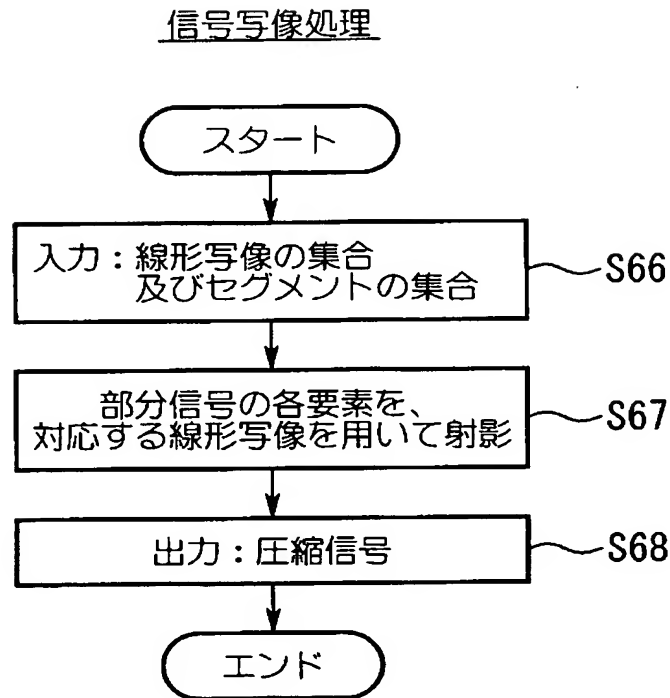 信号写像処理
スタート
入力：線形写像の集合
及びセグメントの集合
S66
部分信号の各要素を、
対応する線形写像を用いて射影
S67
出力：圧縮信号
S68
エンド